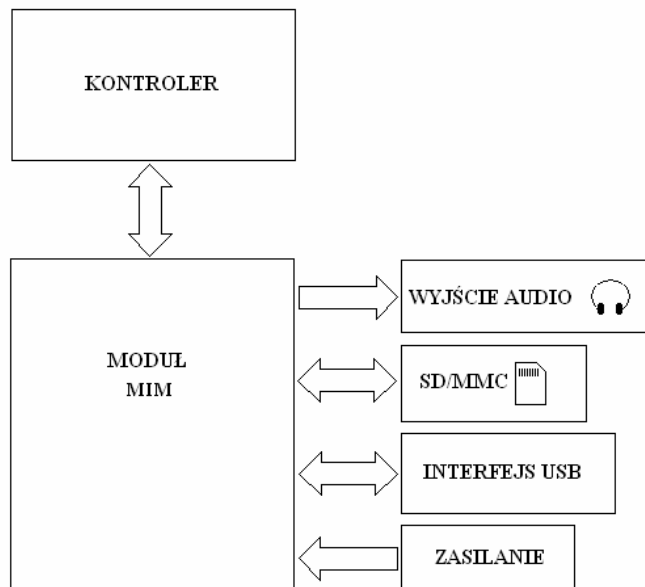 KONTROLER
WYJŚCIE AUDIO
MODUŁ
MIM
SD/MMC
INTERFEJS USB
ZASILANIE